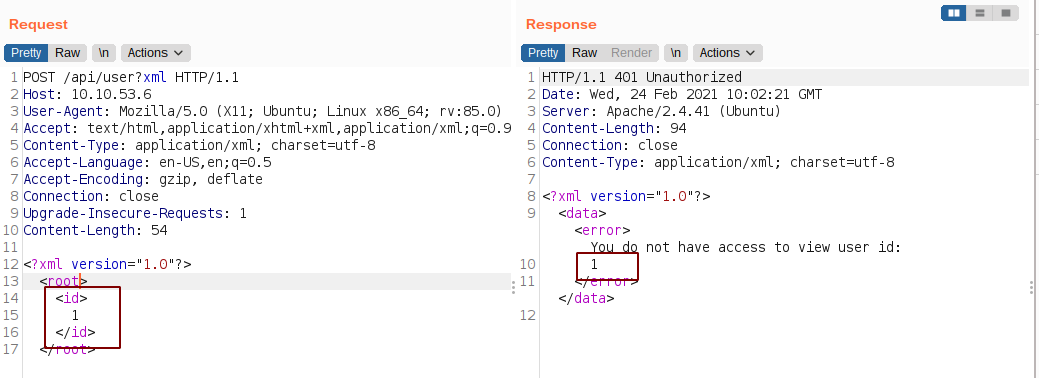 Request
Pretty Raw \n Actions
1 POST /api/user?xml HTTP/1.1
2 Host: 10.10.53.6
3 User-Agent: Mozilla/5.0 (X11; Ubuntu; Linux x86_64; rv:85.0)
4 Accept: text/html,application/xhtml+xml,application/xml;q=0.9
5 Content-Type: application/xml; charset=utf-8
6 Accept-Language: en-US,en;q=0.5
7 Accept-Encoding: gzip, deflate
8 Connection: close
9 Upgrade-Insecure-Requests: 1
10 Content-Length: 54
11
12 <?xml version="1.0"?>
13 <root>
14 <id>
15 1
16 </id>
17 </root>
Response
Pretty Raw Render \n Actions
1 HTTP/1.1 401 Unauthorized
2 Date: Wed, 24 Feb 2021 10:02:21 GMT
3 Server: Apache/2.4.41 (Ubuntu)
4 Content-Length: 94
5 Connection: close
6 Content-Type: application/xml; charset=utf-8
7
8 <?xml version="1.0"?>
9 <data>
<error>
You do not have access to view user id:
10 1
11 </error>
</data>
12